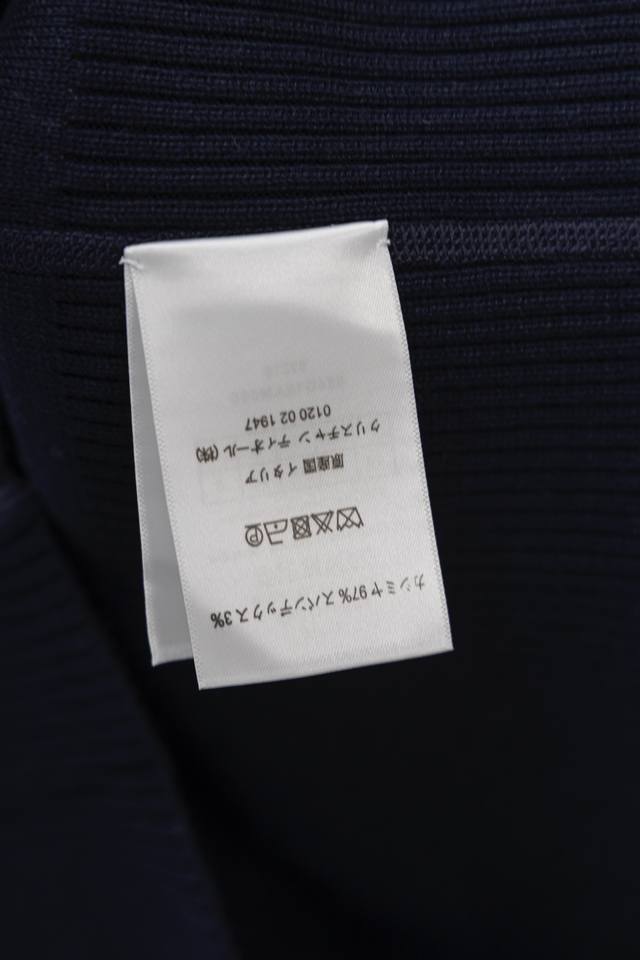 カシミヤ 97% スパンデックス 3%
原産国 イタリア
クリスチャン ディオール (株)
0120 02 1947